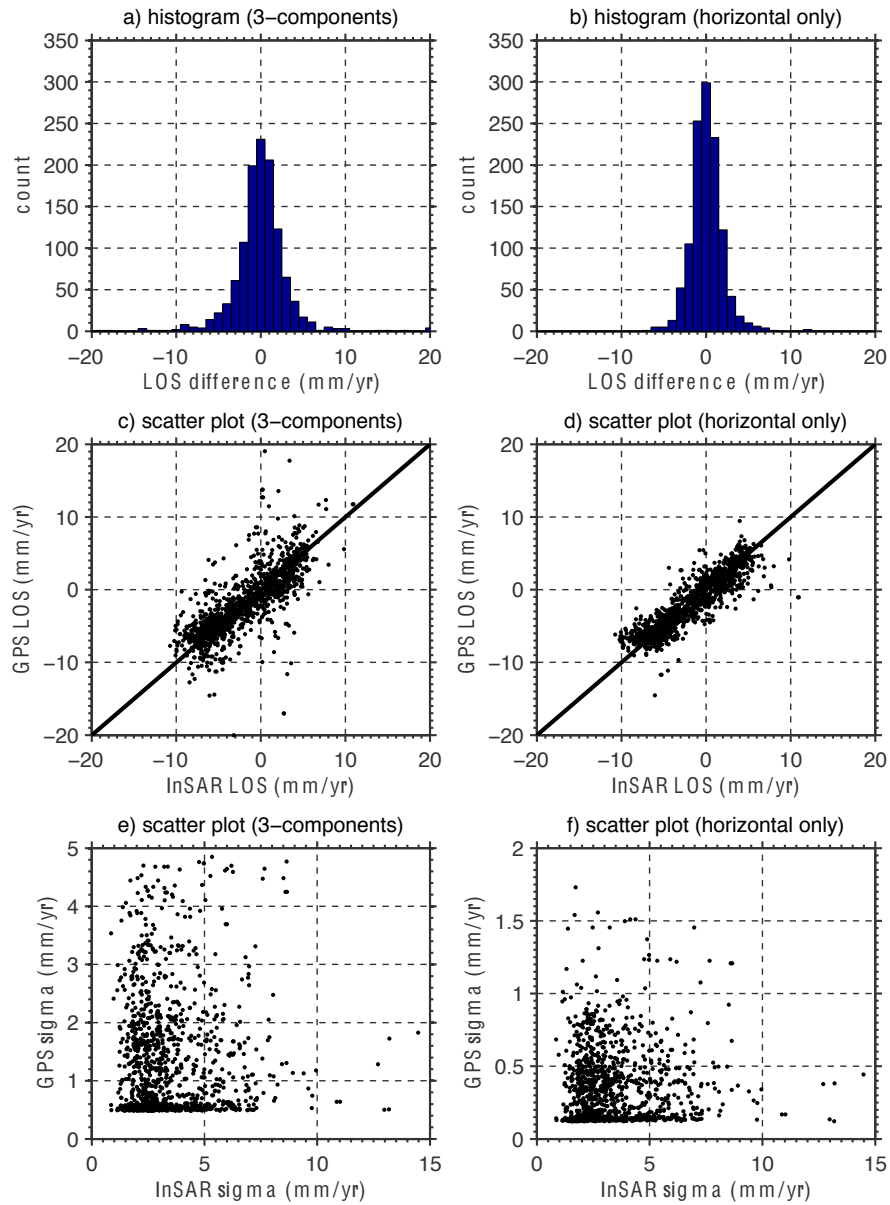 a) histogram (3−components)
350
300
250
200
150
100
50
0
count
−20 −10 0 10 20
LOS difference (mm/yr)
b) histogram (horizontal only)
350
300
250
200
150
100
50
0
count
−20 −10 0 10 20
LOS difference (mm/yr)
c) scatter plot (3−components)
20
10
0
−10
−20
GPS LOS (mm/yr)
−20 −10 0 10 20
InSAR LOS (mm/yr)
d) scatter plot (horizontal only)
20
10
0
−10
−20
GPS LOS (mm/yr)
−20 −10 0 10 20
InSAR LOS (mm/yr)
e) scatter plot (3−components)
5
4
3
2
1
0
GPS sigma (mm/yr)
0 5 10 15
InSAR sigma (mm/yr)
f) scatter plot (horizontal only)
2
1.5
1
0.5
0
GPS sigma (mm/yr)
0 5 10 15
InSAR sigma (mm/yr)